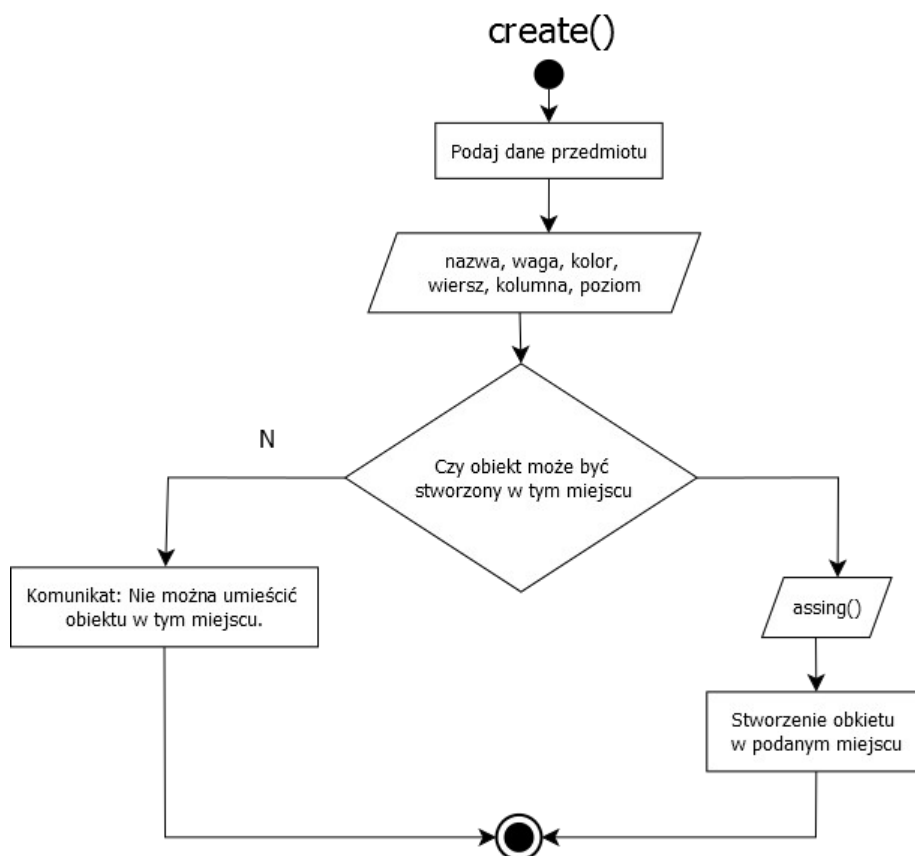 create()
Podaj dane przedmiotu
nazwa, waga, kolor,
wiersz, kolumna, poziom
N
Czy obiekt może być
stworzony w tym miejscu
Komunikat: Nie można umieścić
obiektu w tym miejscu.
assing()
Stworzenie obkietu
w podanym miejscu